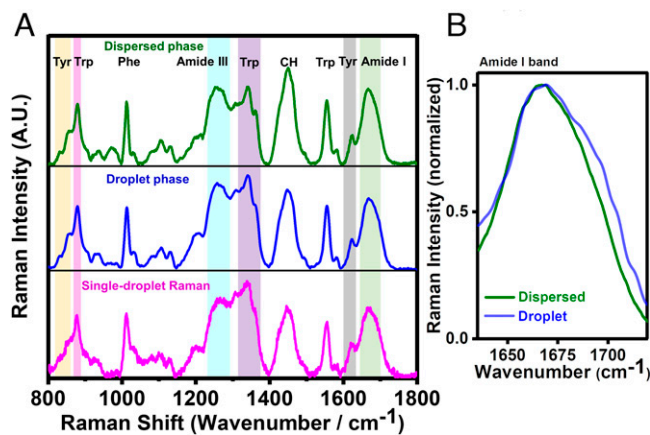 A
Dispersed phase
Tyr Trp Phe Amide III Trp CH Trp Tyr Amide I
Droplet phase
Single-droplet Raman
Raman Intensity (A.U.)
800 1000 1200 1400 1600 1800
Raman Shift (Wavenumber / cm-1)
B
Amide I band
1.0
0.5
0.0
Raman Intensity (normalized)
Dispersed
Droplet
1650 1675 1700
Wavenumber (cm-1)